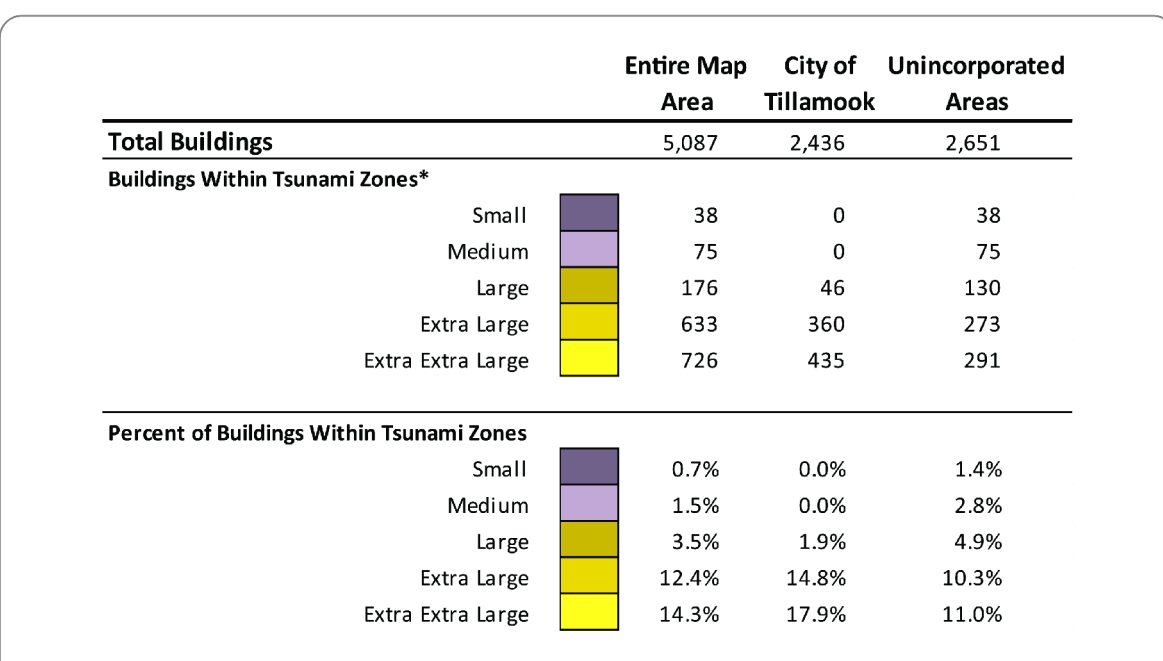 Entire Map City of Unincorporated
Area Tillamook Areas
Total Buildings 5,087 2,436 2,651
Buildings Within Tsunami Zones*
Small 38 0 38
Medium 75 0 75
Large 176 46 130
Extra Large 633 360 273
Extra Extra Large 726 435 291
Percent of Buildings Within Tsunami Zones
Small 0.7% 0.0% 1.4%
Medium 1.5% 0.0% 2.8%
Large 3.5% 1.9% 4.9%
Extra Large 12.4% 14.8% 10.3%
Extra Extra Large 14.3% 17.9% 11.0%